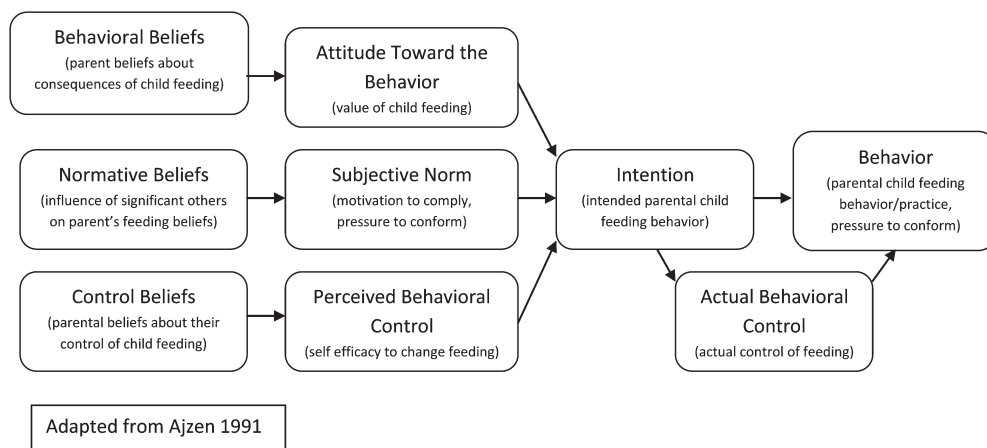 Behavioral Beliefs
(parent beliefs about
consequences of child feeding)
Attitude Toward the
Behavior
(value of child feeding)
Normative Beliefs
(influence of significant others
on parent's feeding beliefs)
Subjective Norm
(motivation to comply,
pressure to conform)
Intention
(intended parental child
feeding behavior)
Behavior
(parental child feeding
behavior/practice,
pressure to conform)
Control Beliefs
(parental beliefs about their
control of child feeding)
Perceived Behavioral
Control
(self efficacy to change feeding)
Actual Behavioral
Control
(actual control of feeding)
Adapted from Ajzen 1991